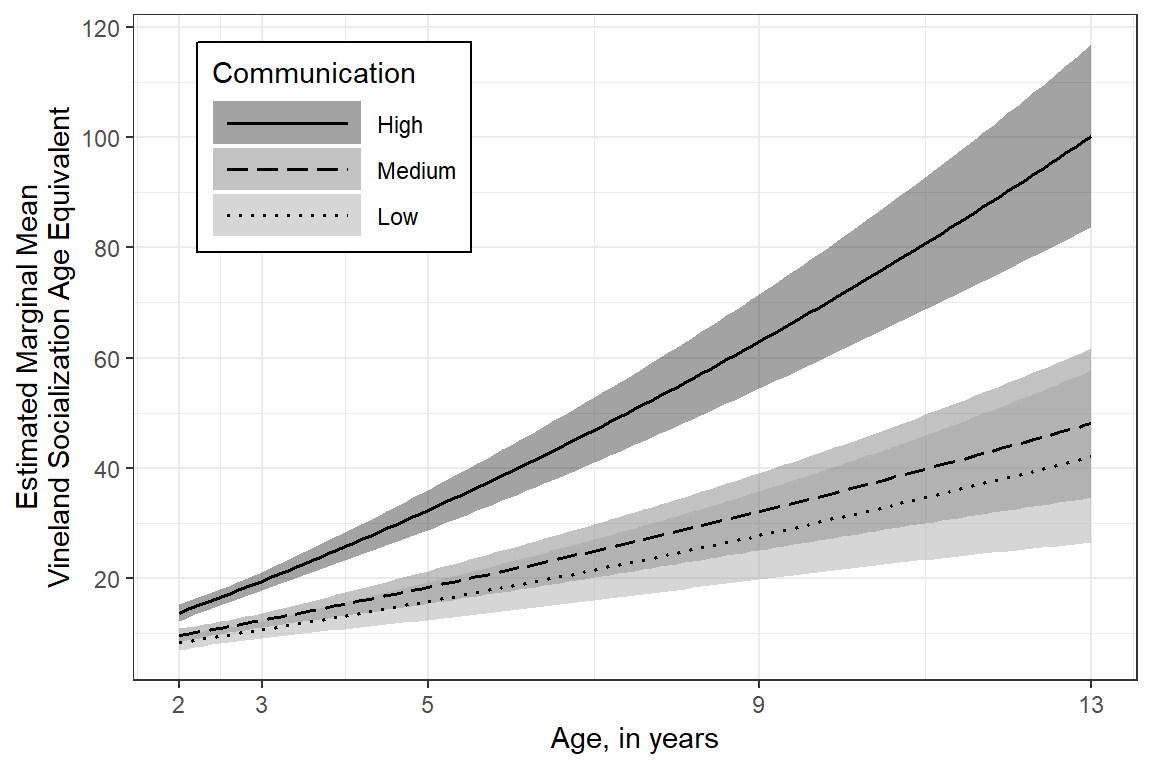 Estimated Marginal Mean
Vineland Socialization Age Equivalent
120
100
80
60
40
20
Communication
High
Medium
Low
2 3 5 9 13
Age, in years